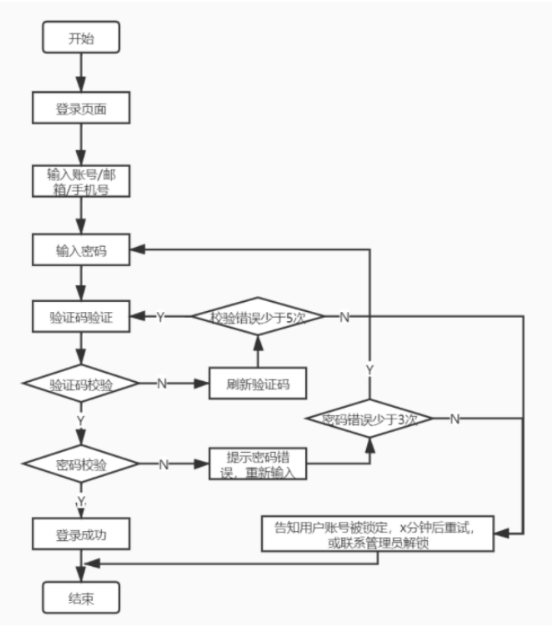 开始
登录页面
输入账号/邮
箱/手机号
输入密码
验证码验证
Y
校验错误少于5次
N
验证码校验
N
刷新验证码
Y
Y
密码错误少于3次
N
密码校验
N
提示密码错
误，重新输入
Y
登录成功
告知用户账号被锁定，x分钟后重试，
或联系管理员解锁
结束